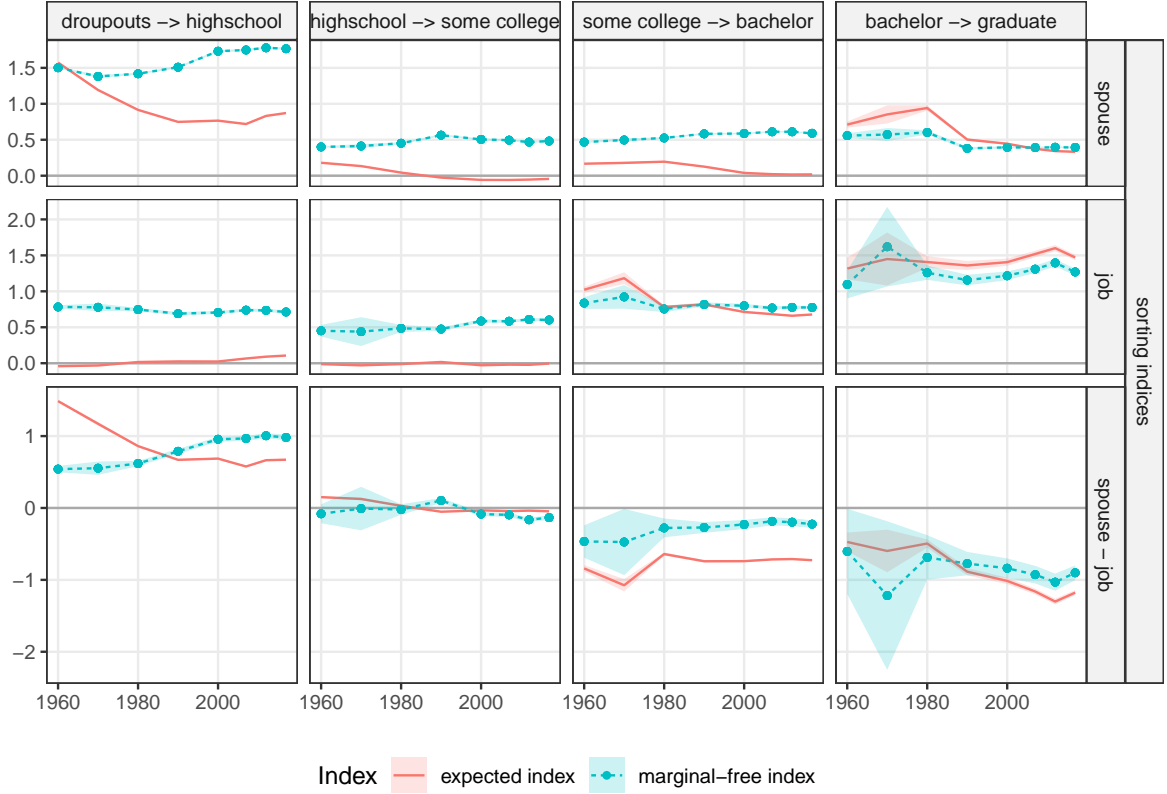 droupouts −> highschool
highschool −> some college
some college −> bachelor
bachelor −> graduate
1.5
1.0
0.5
0.0
spouse
2.0
1.5
1.0
0.5
0.0
job
sorting indices
1
0
−1
−2
spouse − job
1960 1980 2000
1960 1980 2000
1960 1980 2000
1960 1980 2000
Index expected index marginal−free index